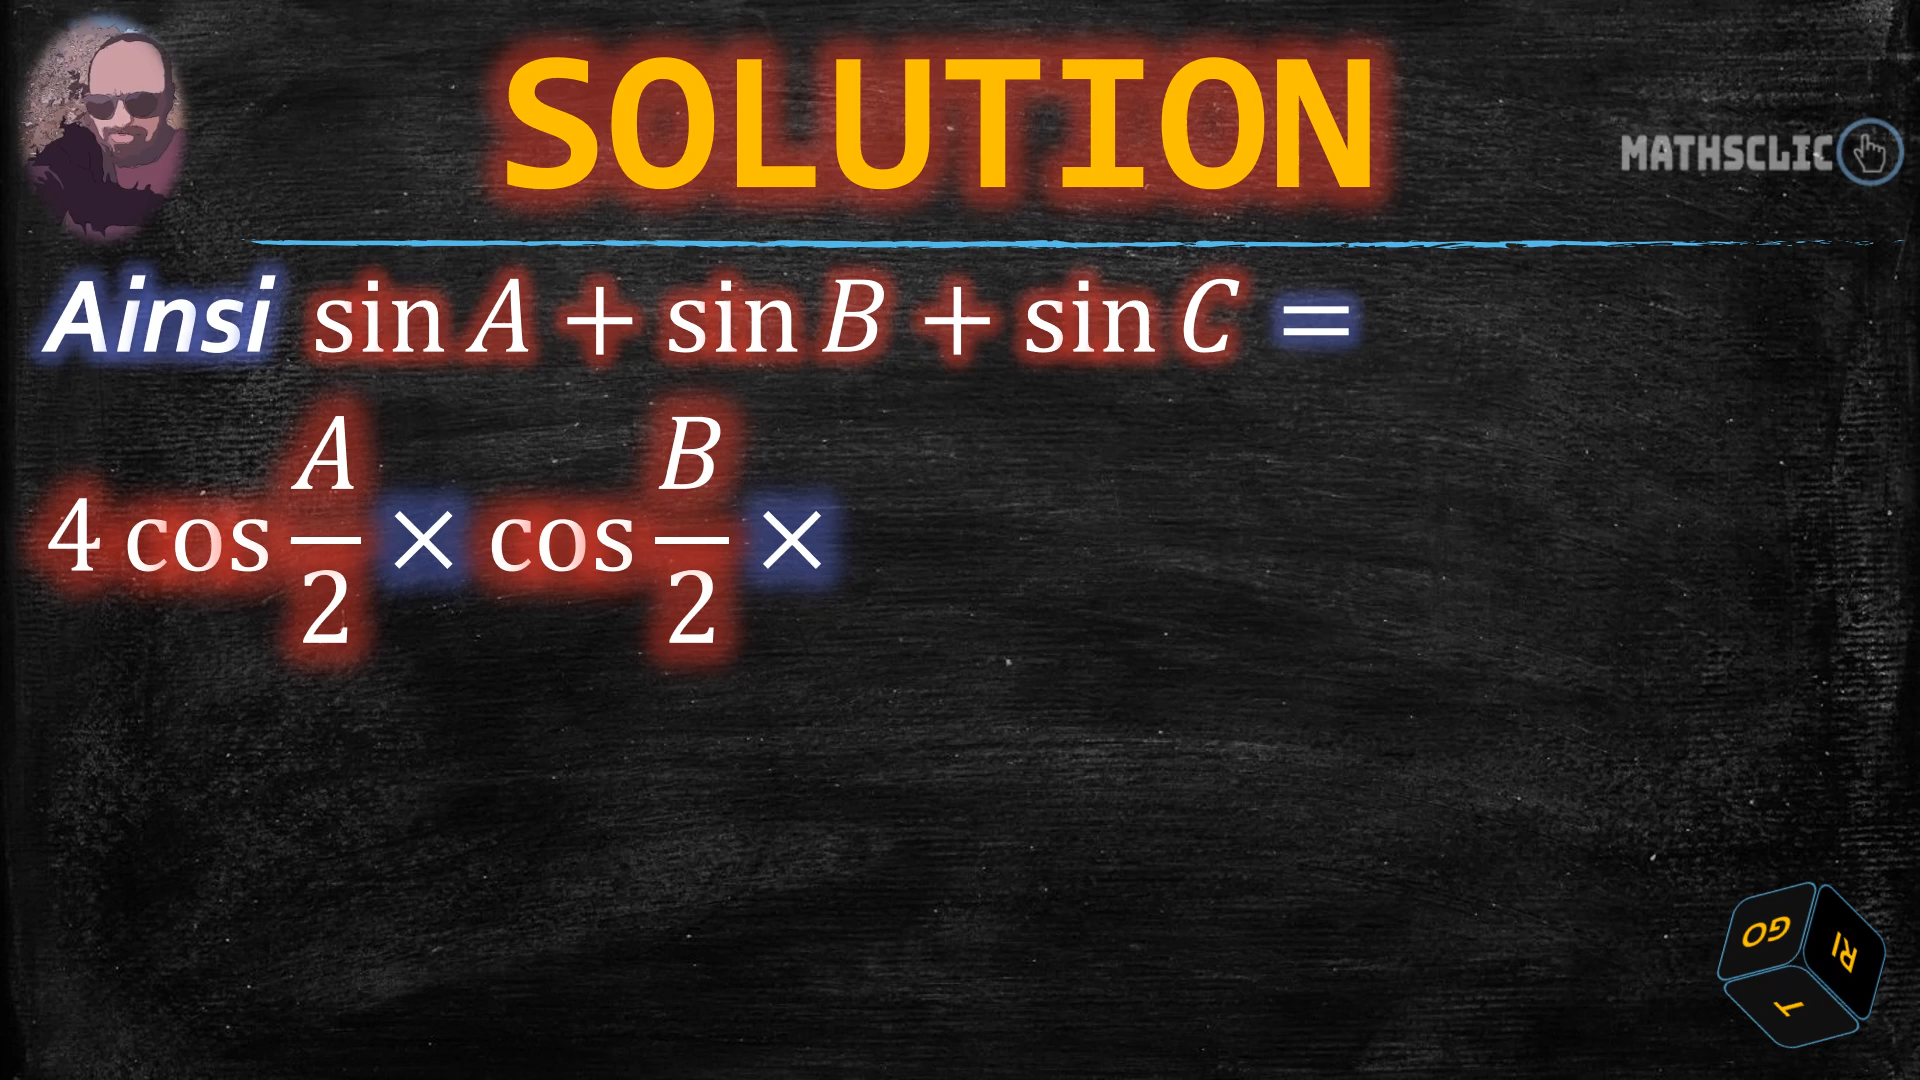 SOLUTION
MATHSCLIC
Ainsi sin A + sin B + sin C =
4 cos A/2 × cos B/2 ×
GO
RI
T